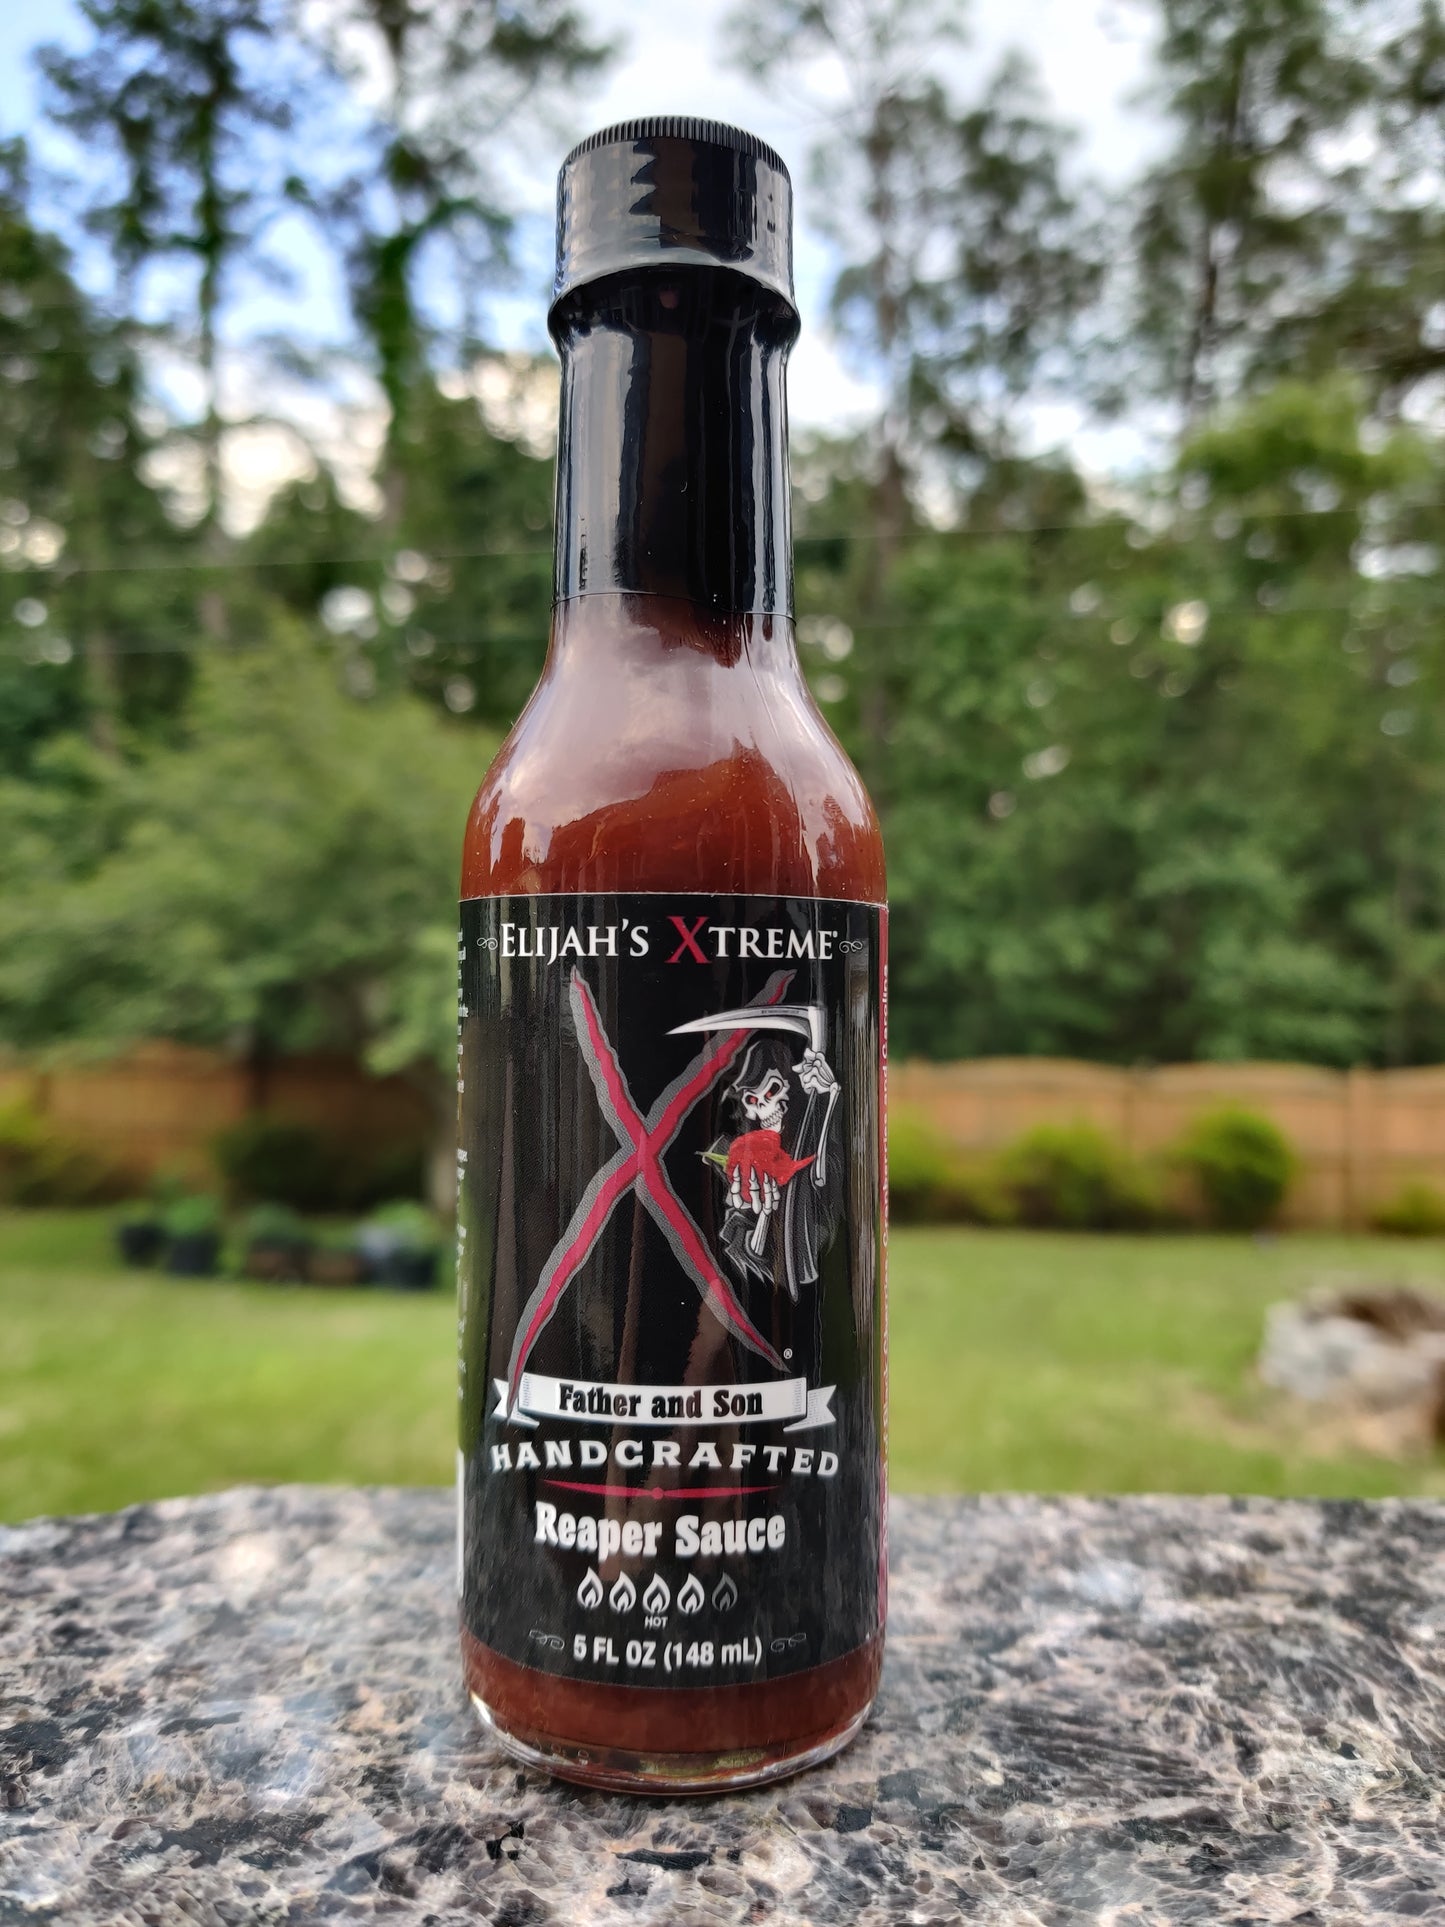 ELIJAH'S XTREME®
X
®
Father and Son
HANDCRAFTED
Reaper Sauce
HOT
5 FL OZ (148 mL)